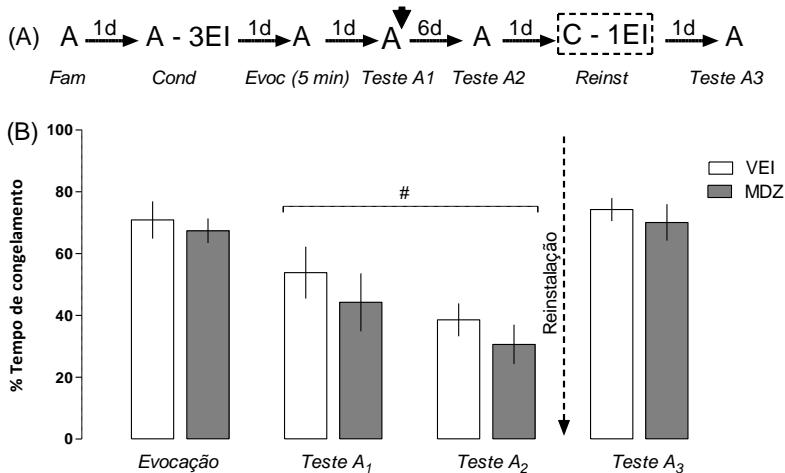 (A) A 1d A - 3EI 1d A 1d A 6d A 1d C - 1EI 1d A
Fam Cond Evoc (5 min) Teste A1 Teste A2 Reinst Teste A3
(B)
% Tempo de congelamento
100
80
60
40
20
0
#
Reinstalação
VEI
MDZ
Evocação Teste A1 Teste A2 Teste A3